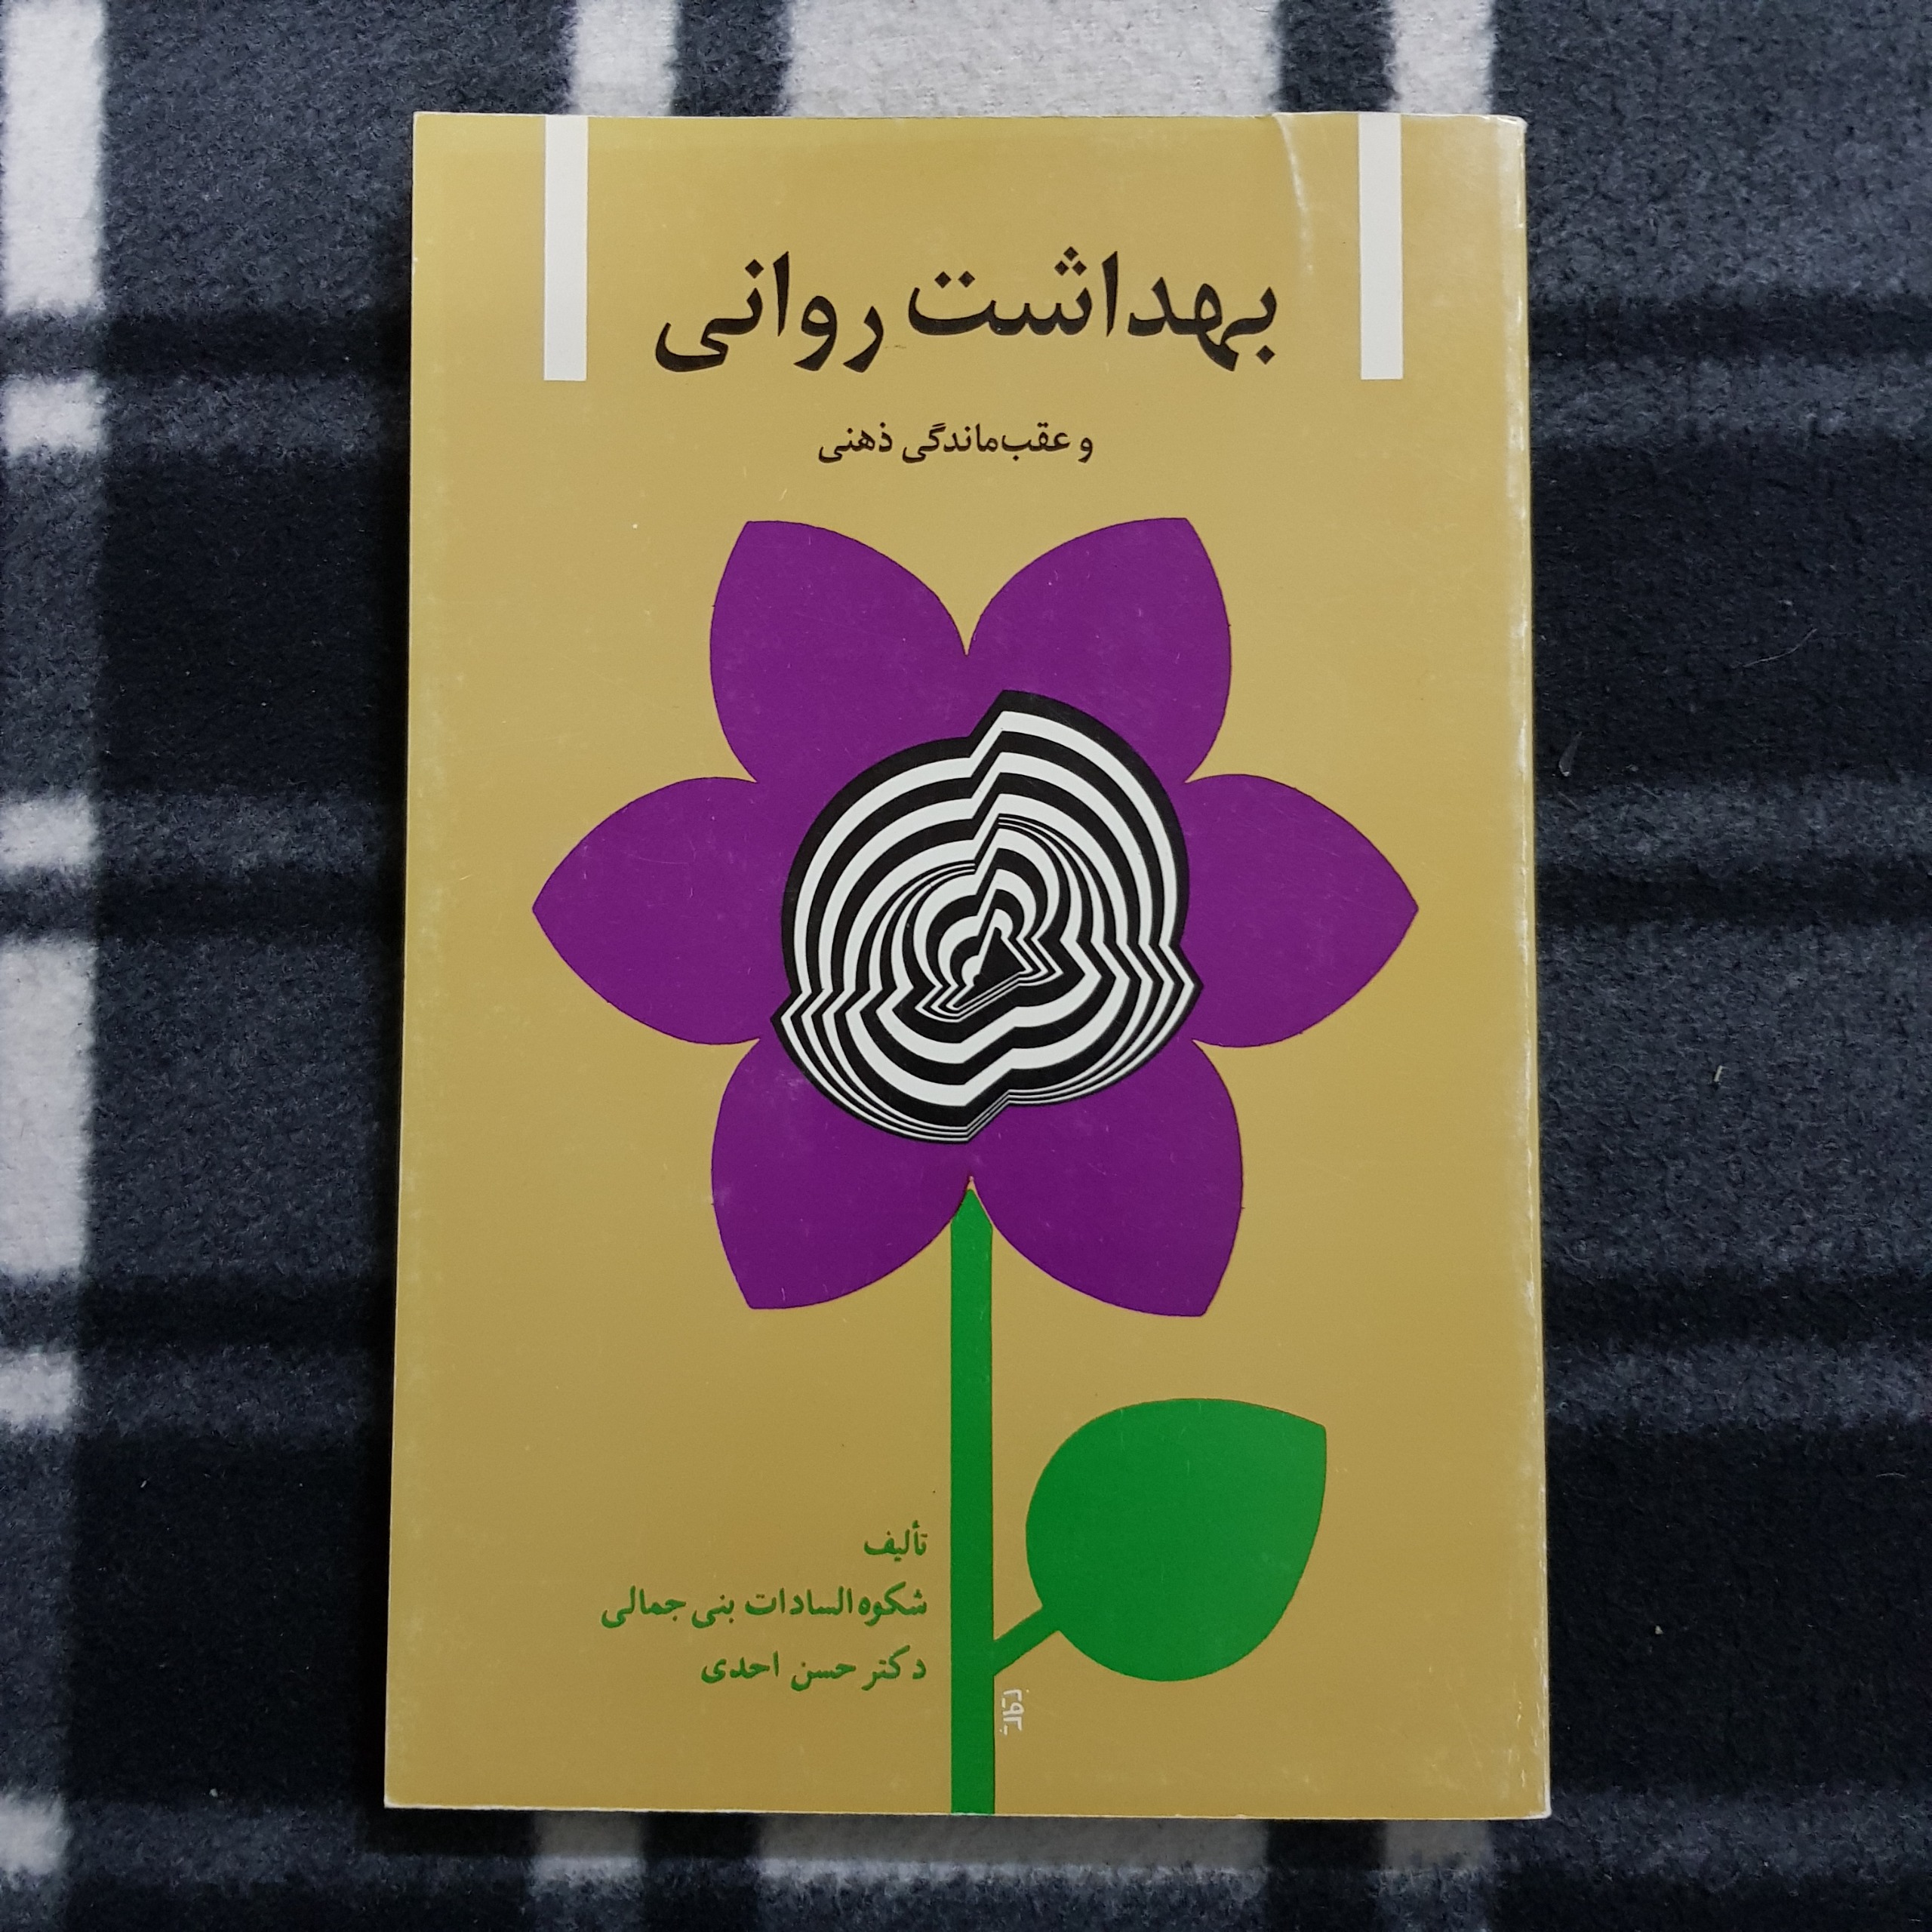 بهداشت روانی
و عقب‌ماندگی ذهنی
تألیف
شکوه‌السادات بنی‌جمالی
دکتر حسن احدی